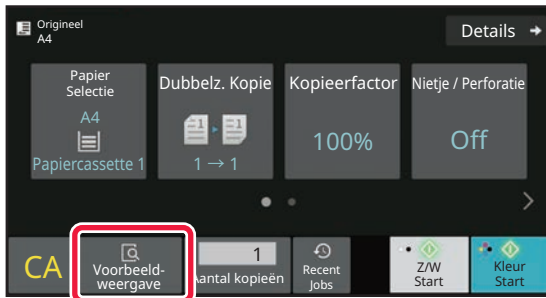 Origineel
A4
Details
Papier
Selectie
A4
Papiercassette 1
Dubbelz. Kopie
1 → 1
Kopieerfactor
100%
Nietje / Perforatie
Off
CA
Voorbeeld-
weergave
1
Aantal kopieën
Recent
Jobs
Z/W
Start
Kleur
Start